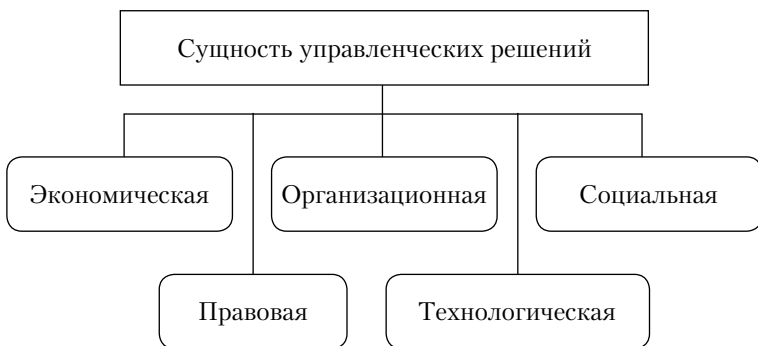 Сущность управленческих решений
Экономическая
Организационная
Социальная
Правовая
Технологическая